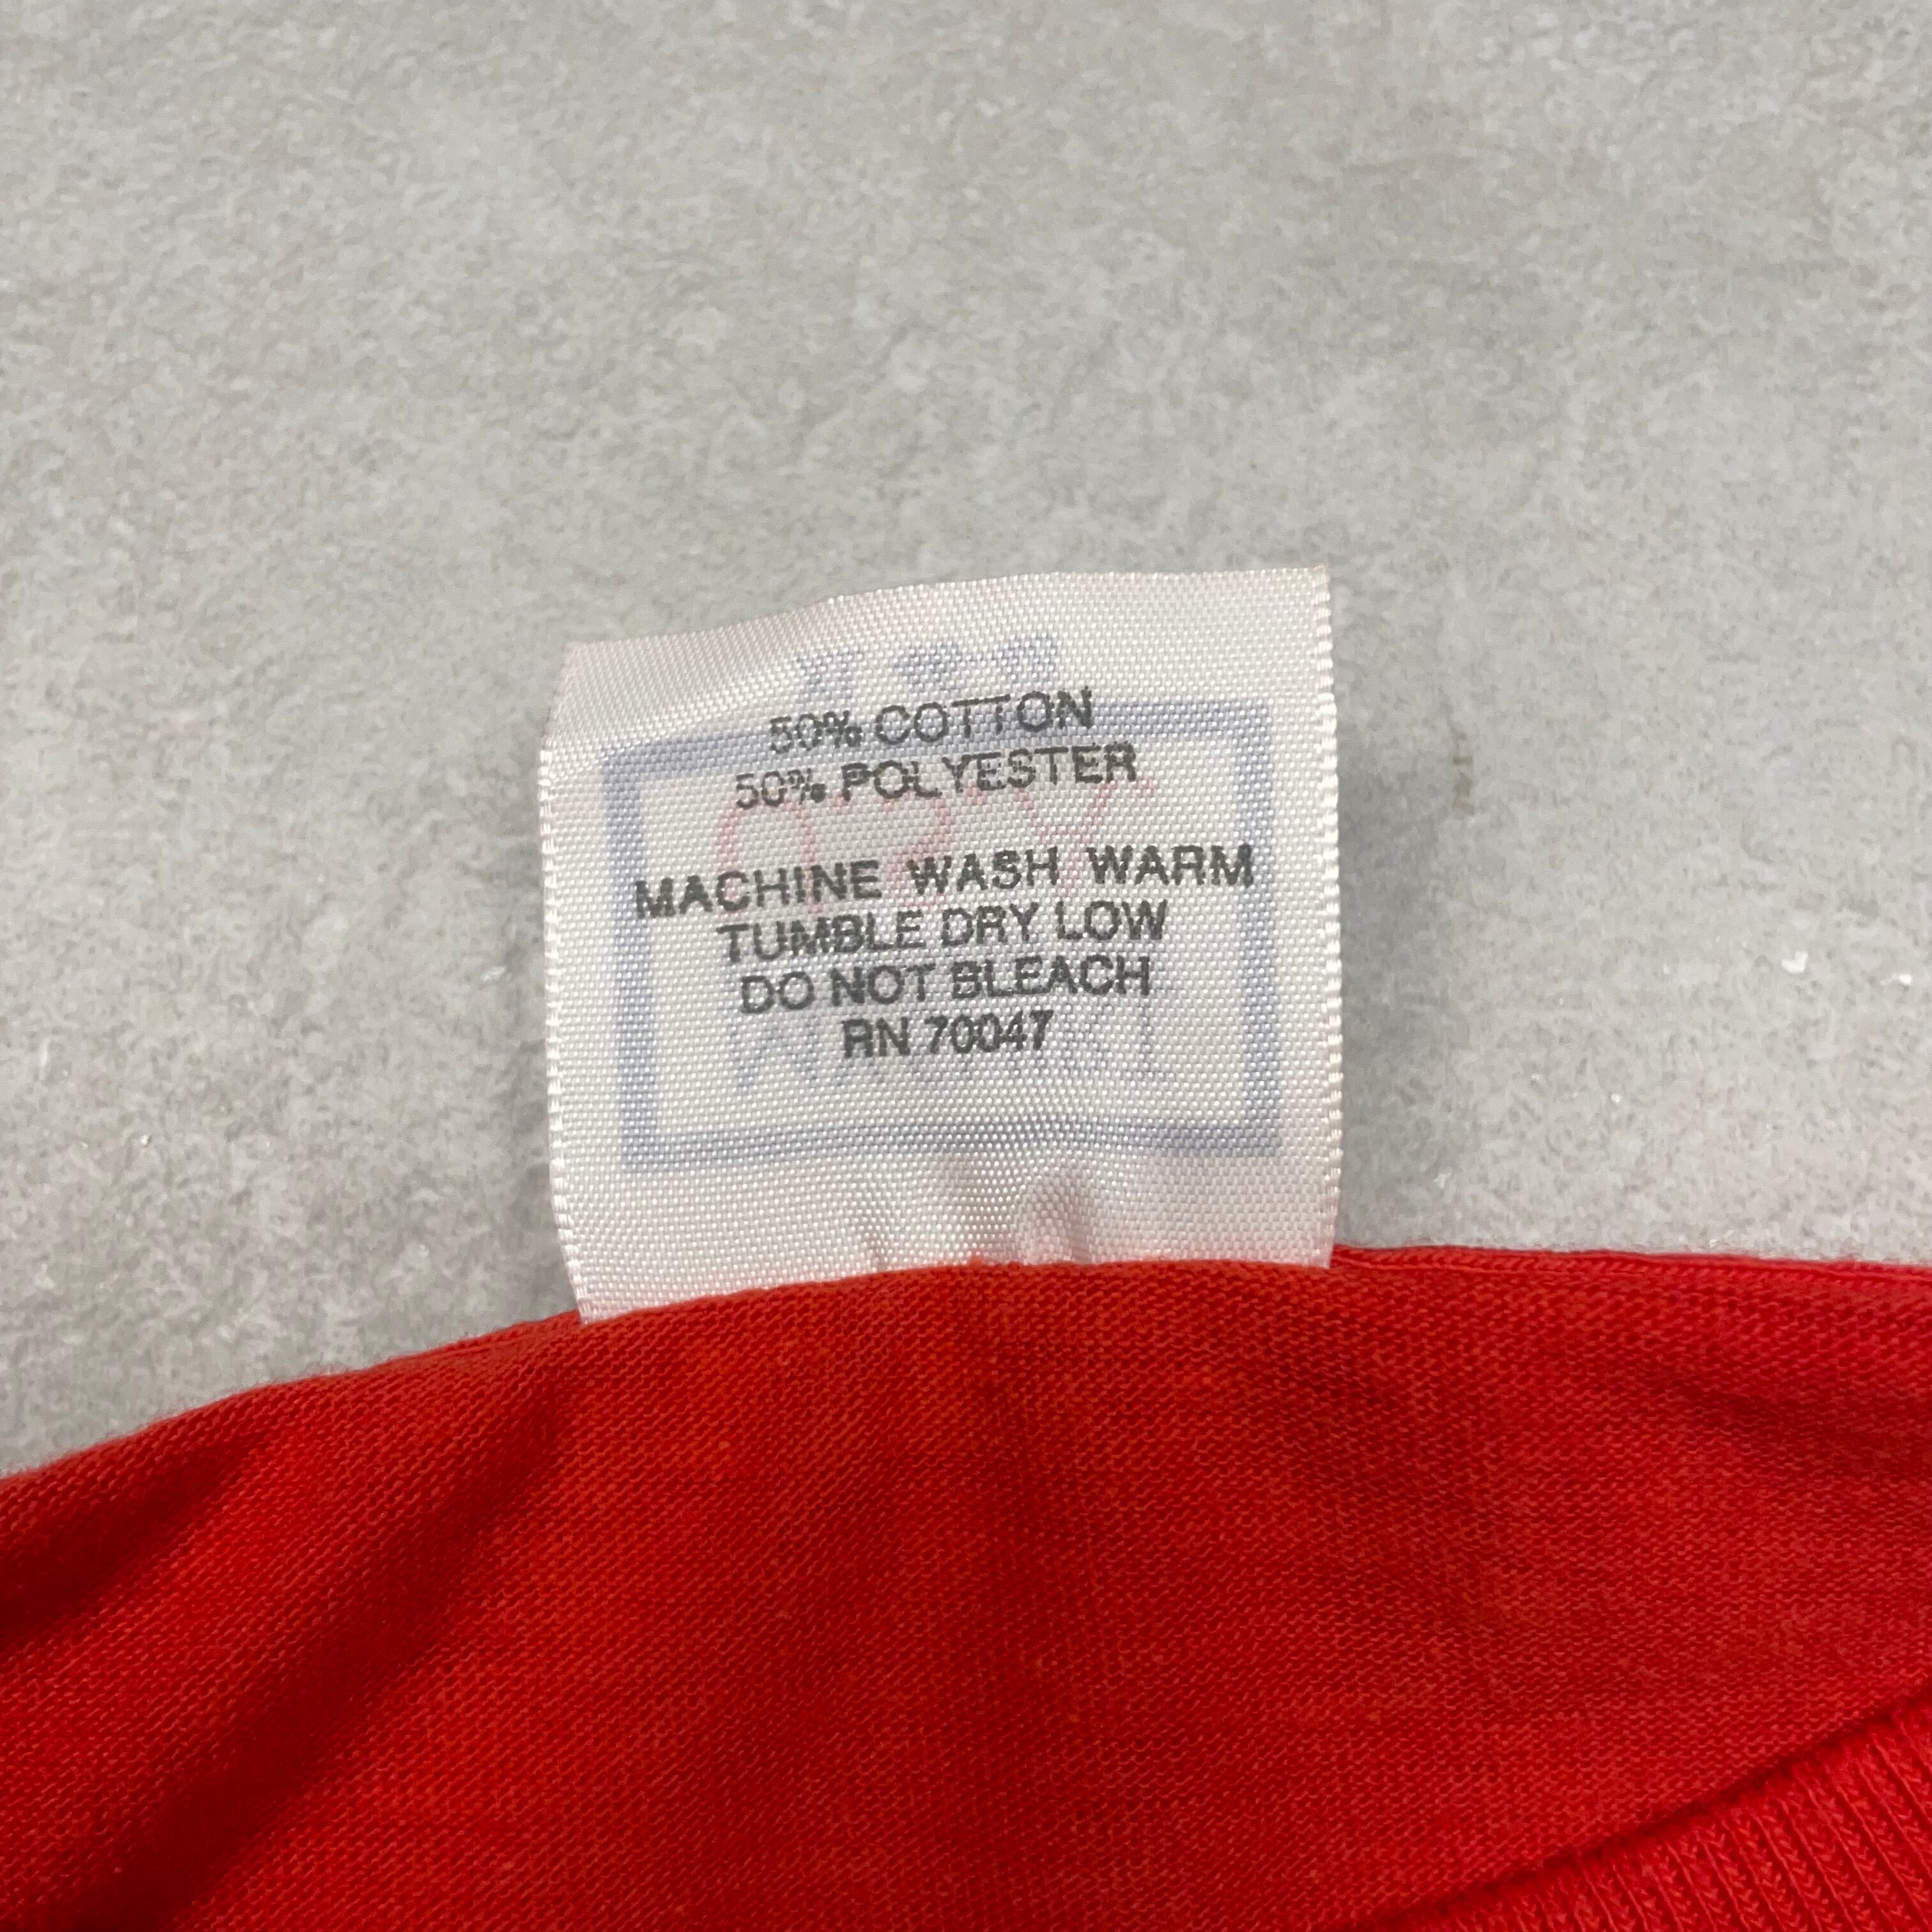 50% COTTON
50% POLYESTER
MACHINE WASH WARM
TUMBLE DRY LOW
DO NOT BLEACH
RN 70047